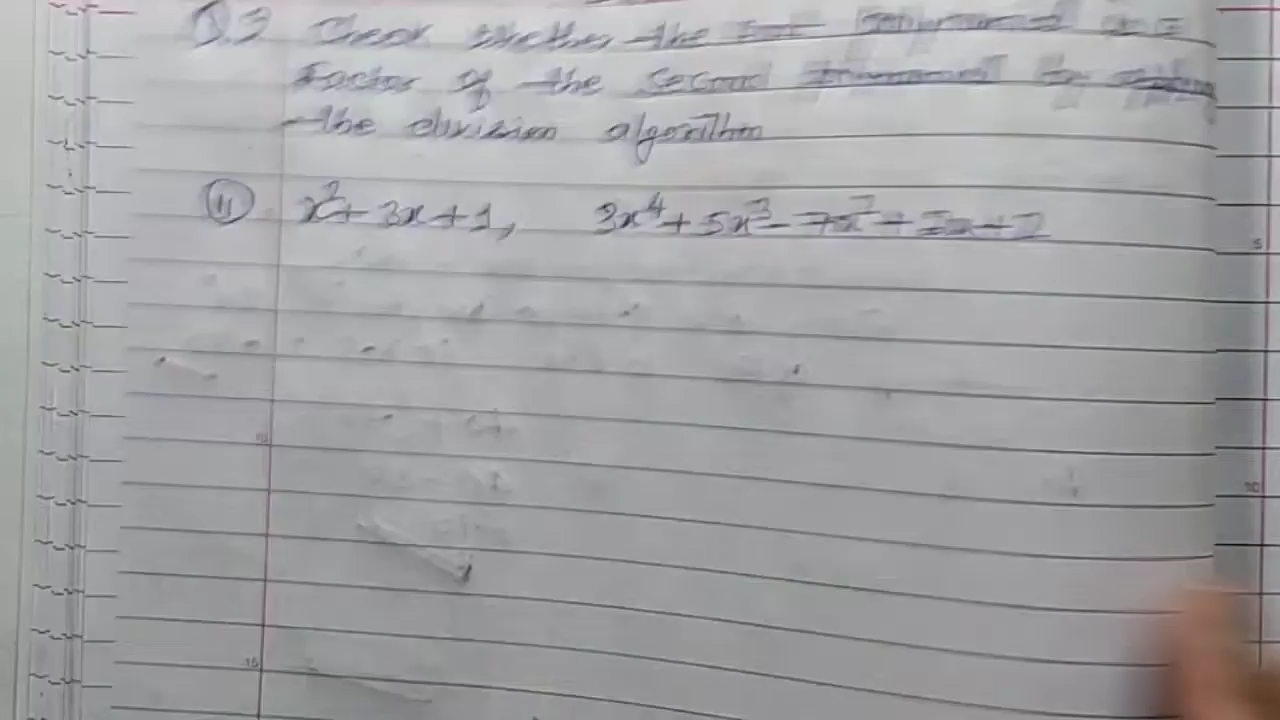 Q.3 Check whether the first polynomial is a
factor of the second polynomial by
the division algorithm
(ii) x²+3x+1, 3x⁴+5x³-7x²+2x+2